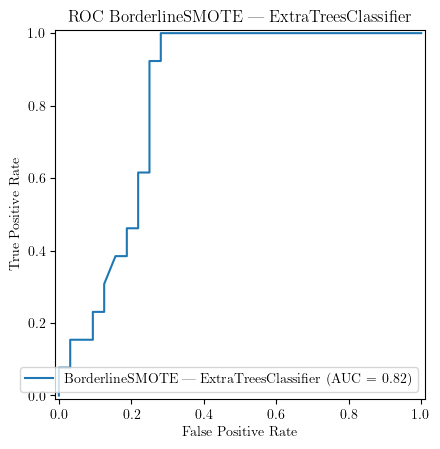 ROC BorderlineSMOTE — ExtraTreesClassifier
1.0
0.8
0.6
0.4
0.2
0.0
True Positive Rate
BorderlineSMOTE — ExtraTreesClassifier (AUC = 0.82)
0.0 0.2 0.4 0.6 0.8 1.0
False Positive Rate